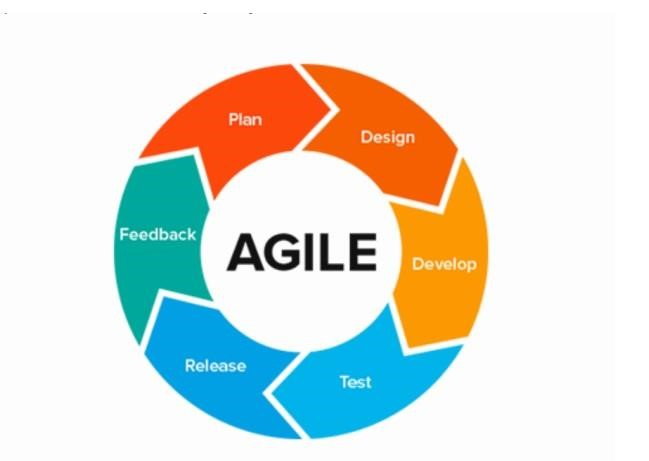 Plan
Design
Feedback
AGILE
Develop
Release
Test